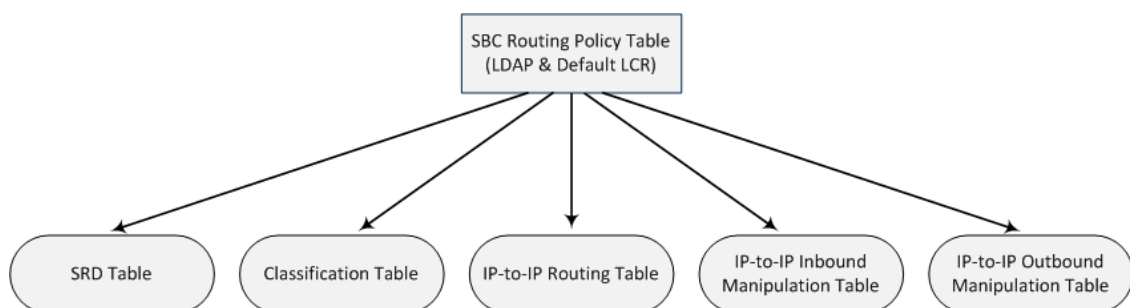 SBC Routing Policy Table
(LDAP & Default LCR)
SRD Table
Classification Table
IP-to-IP Routing Table
IP-to-IP Inbound
Manipulation Table
IP-to-IP Outbound
Manipulation Table